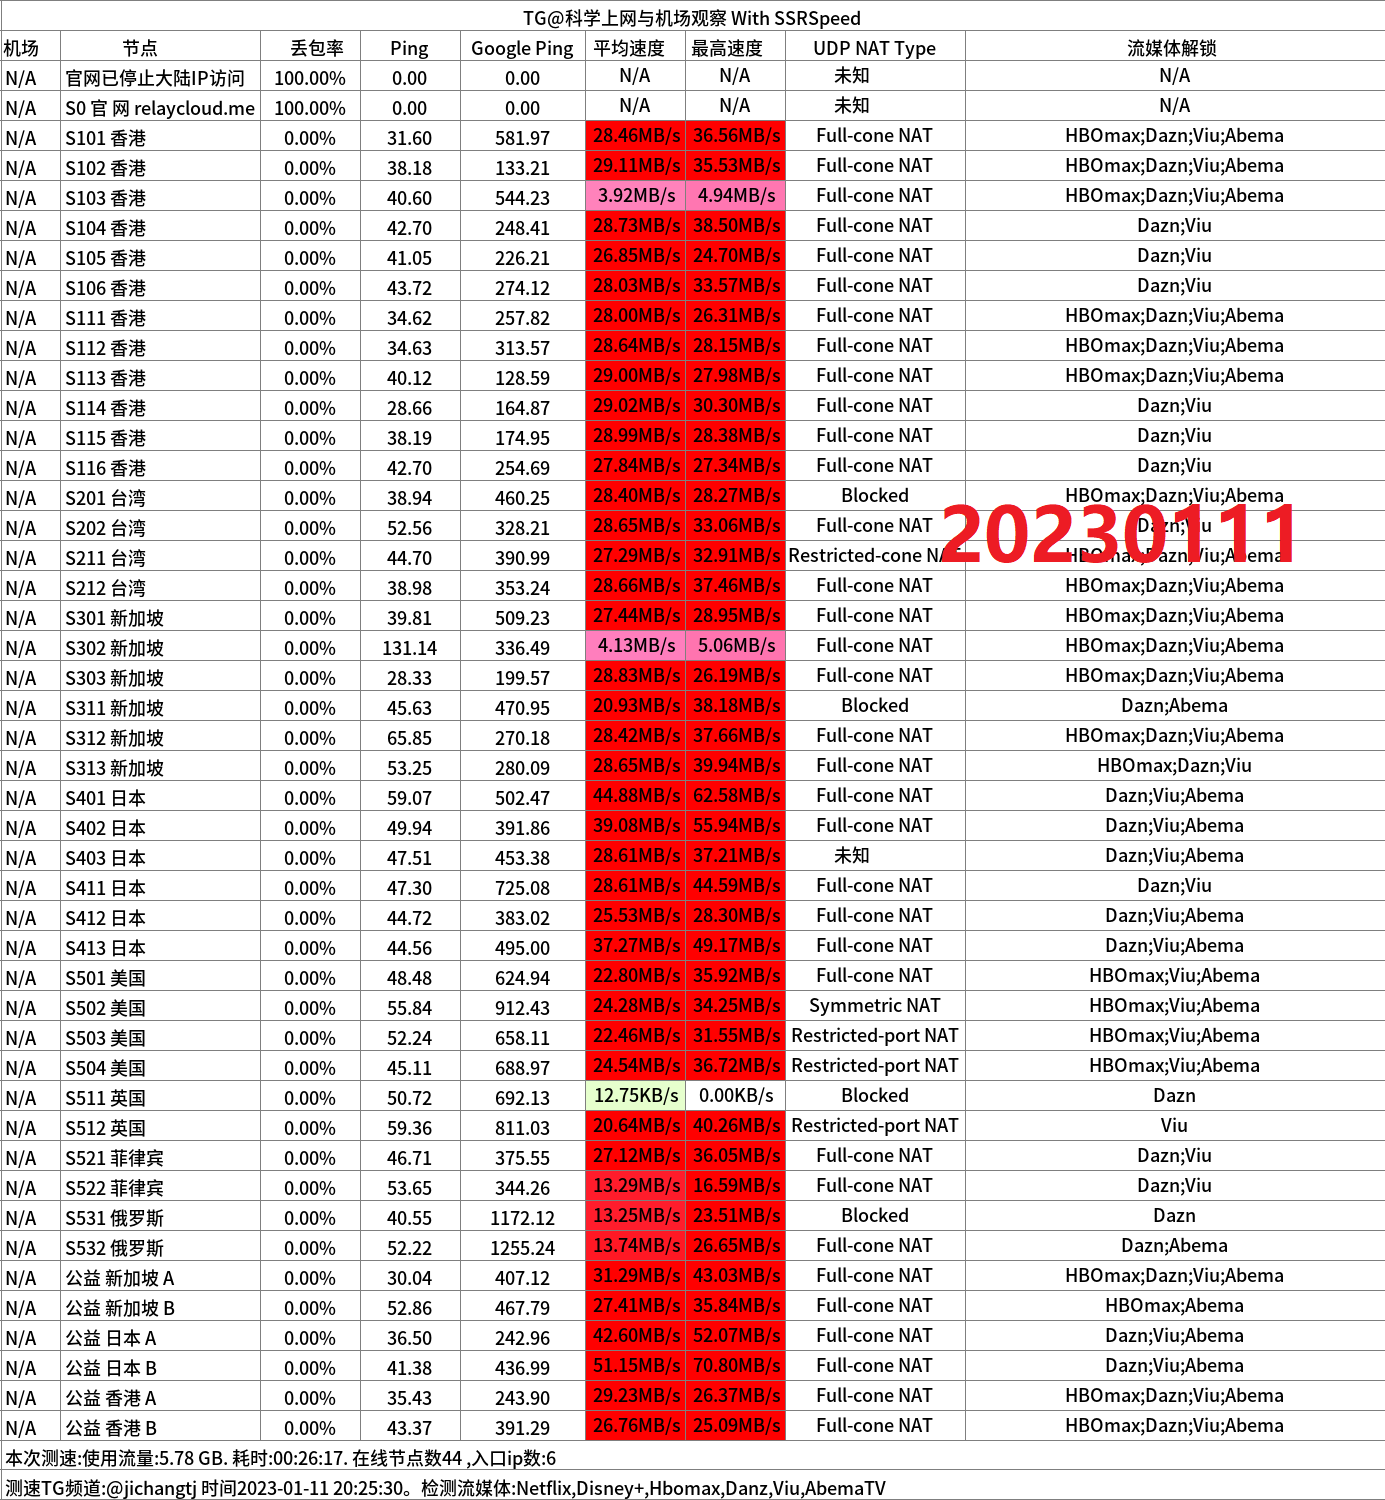 TG@科学上网与机场观察 With SSRSpeed
机场 节点 丢包率 Ping Google Ping 平均速度 最高速度 UDP NAT Type 流媒体解锁
N/A 官网已停止大陆IP访问 100.00% 0.00 0.00 N/A N/A 未知 N/A
N/A S0 官 网 relaycloud.me 100.00% 0.00 0.00 N/A N/A 未知 N/A
N/A S101 香港 0.00% 31.60 581.97 28.46MB/s 36.56MB/s Full-cone NAT HBOmax;Dazn;Viu;Abema
N/A S102 香港 0.00% 38.18 133.21 29.11MB/s 35.53MB/s Full-cone NAT HBOmax;Dazn;Viu;Abema
N/A S103 香港 0.00% 40.60 544.23 3.92MB/s 4.94MB/s Full-cone NAT HBOmax;Dazn;Viu;Abema
N/A S104 香港 0.00% 42.70 248.41 28.73MB/s 38.50MB/s Full-cone NAT Dazn;Viu
N/A S105 香港 0.00% 41.05 226.21 26.85MB/s 24.70MB/s Full-cone NAT Dazn;Viu
N/A S106 香港 0.00% 43.72 274.12 28.03MB/s 33.57MB/s Full-cone NAT Dazn;Viu
N/A S111 香港 0.00% 34.62 257.82 28.00MB/s 26.31MB/s Full-cone NAT HBOmax;Dazn;Viu;Abema
N/A S112 香港 0.00% 34.63 313.57 28.64MB/s 28.15MB/s Full-cone NAT HBOmax;Dazn;Viu;Abema
N/A S113 香港 0.00% 40.12 128.59 29.00MB/s 27.98MB/s Full-cone NAT HBOmax;Dazn;Viu;Abema
N/A S114 香港 0.00% 28.66 164.87 29.02MB/s 30.30MB/s Full-cone NAT Dazn;Viu
N/A S115 香港 0.00% 38.19 174.95 28.99MB/s 28.38MB/s Full-cone NAT Dazn;Viu
N/A S116 香港 0.00% 42.70 254.69 27.84MB/s 27.34MB/s Full-cone NAT Dazn;Viu
N/A S201 台湾 0.00% 38.94 460.25 28.40MB/s 28.27MB/s Blocked HBOmax;Dazn;Viu;Abema
N/A S202 台湾 0.00% 52.56 328.21 28.65MB/s 33.06MB/s Full-cone NAT Dazn;Viu
20230111
N/A S211 台湾 0.00% 44.70 390.99 27.29MB/s 32.91MB/s Restricted-cone NAT HBOmax;Dazn;Viu;Abema
N/A S212 台湾 0.00% 38.98 353.24 28.66MB/s 37.46MB/s Full-cone NAT HBOmax;Dazn;Viu;Abema
N/A S301 新加坡 0.00% 39.81 509.23 27.44MB/s 28.95MB/s Full-cone NAT HBOmax;Dazn;Viu;Abema
N/A S302 新加坡 0.00% 131.14 336.49 4.13MB/s 5.06MB/s Full-cone NAT HBOmax;Dazn;Viu;Abema
N/A S303 新加坡 0.00% 28.33 199.57 28.83MB/s 26.19MB/s Full-cone NAT HBOmax;Dazn;Viu;Abema
N/A S311 新加坡 0.00% 45.63 470.95 20.93MB/s 38.18MB/s Blocked Dazn;Abema
N/A S312 新加坡 0.00% 65.85 270.18 28.42MB/s 37.66MB/s Full-cone NAT HBOmax;Dazn;Viu;Abema
N/A S313 新加坡 0.00% 53.25 280.09 28.65MB/s 39.94MB/s Full-cone NAT HBOmax;Dazn;Viu
N/A S401 日本 0.00% 59.07 502.47 44.88MB/s 62.58MB/s Full-cone NAT Dazn;Viu;Abema
N/A S402 日本 0.00% 49.94 391.86 39.08MB/s 55.94MB/s Full-cone NAT Dazn;Viu;Abema
N/A S403 日本 0.00% 47.51 453.38 28.61MB/s 37.21MB/s 未知 Dazn;Viu;Abema
N/A S411 日本 0.00% 47.30 725.08 28.61MB/s 44.59MB/s Full-cone NAT Dazn;Viu
N/A S412 日本 0.00% 44.72 383.02 25.53MB/s 28.30MB/s Full-cone NAT Dazn;Viu;Abema
N/A S413 日本 0.00% 44.56 495.00 37.27MB/s 49.17MB/s Full-cone NAT Dazn;Viu;Abema
N/A S501 美国 0.00% 48.48 624.94 22.80MB/s 35.92MB/s Full-cone NAT HBOmax;Viu;Abema
N/A S502 美国 0.00% 55.84 912.43 24.28MB/s 34.25MB/s Symmetric NAT HBOmax;Viu;Abema
N/A S503 美国 0.00% 52.24 658.11 22.46MB/s 31.55MB/s Restricted-port NAT HBOmax;Viu;Abema
N/A S504 美国 0.00% 45.11 688.97 24.54MB/s 36.72MB/s Restricted-port NAT HBOmax;Viu;Abema
N/A S511 英国 0.00% 50.72 692.13 12.75KB/s 0.00KB/s Blocked Dazn
N/A S512 英国 0.00% 59.36 811.03 20.64MB/s 40.26MB/s Restricted-port NAT Viu
N/A S521 菲律宾 0.00% 46.71 375.55 27.12MB/s 36.05MB/s Full-cone NAT Dazn;Viu
N/A S522 菲律宾 0.00% 53.65 344.26 13.29MB/s 16.59MB/s Full-cone NAT Dazn;Viu
N/A S531 俄罗斯 0.00% 40.55 1172.12 13.25MB/s 23.51MB/s Blocked Dazn
N/A S532 俄罗斯 0.00% 52.22 1255.24 13.74MB/s 26.65MB/s Full-cone NAT Dazn;Abema
N/A 公益 新加坡 A 0.00% 30.04 407.12 31.29MB/s 43.03MB/s Full-cone NAT HBOmax;Dazn;Viu;Abema
N/A 公益 新加坡 B 0.00% 52.86 467.79 27.41MB/s 35.84MB/s Full-cone NAT HBOmax;Abema
N/A 公益 日本 A 0.00% 36.50 242.96 42.60MB/s 52.07MB/s Full-cone NAT Dazn;Viu;Abema
N/A 公益 日本 B 0.00% 41.38 436.99 51.15MB/s 70.80MB/s Full-cone NAT Dazn;Viu;Abema
N/A 公益 香港 A 0.00% 35.43 243.90 29.23MB/s 26.37MB/s Full-cone NAT HBOmax;Dazn;Viu;Abema
N/A 公益 香港 B 0.00% 43.37 391.29 26.76MB/s 25.09MB/s Full-cone NAT HBOmax;Dazn;Viu;Abema
本次测速:使用流量:5.78 GB. 耗时:00:26:17. 在线节点数44 ,入口ip数:6
测速TG频道:@jichangtj 时间2023-01-11 20:25:30。检测流媒体:Netflix,Disney+,Hbomax,Danz,Viu,AbemaTV